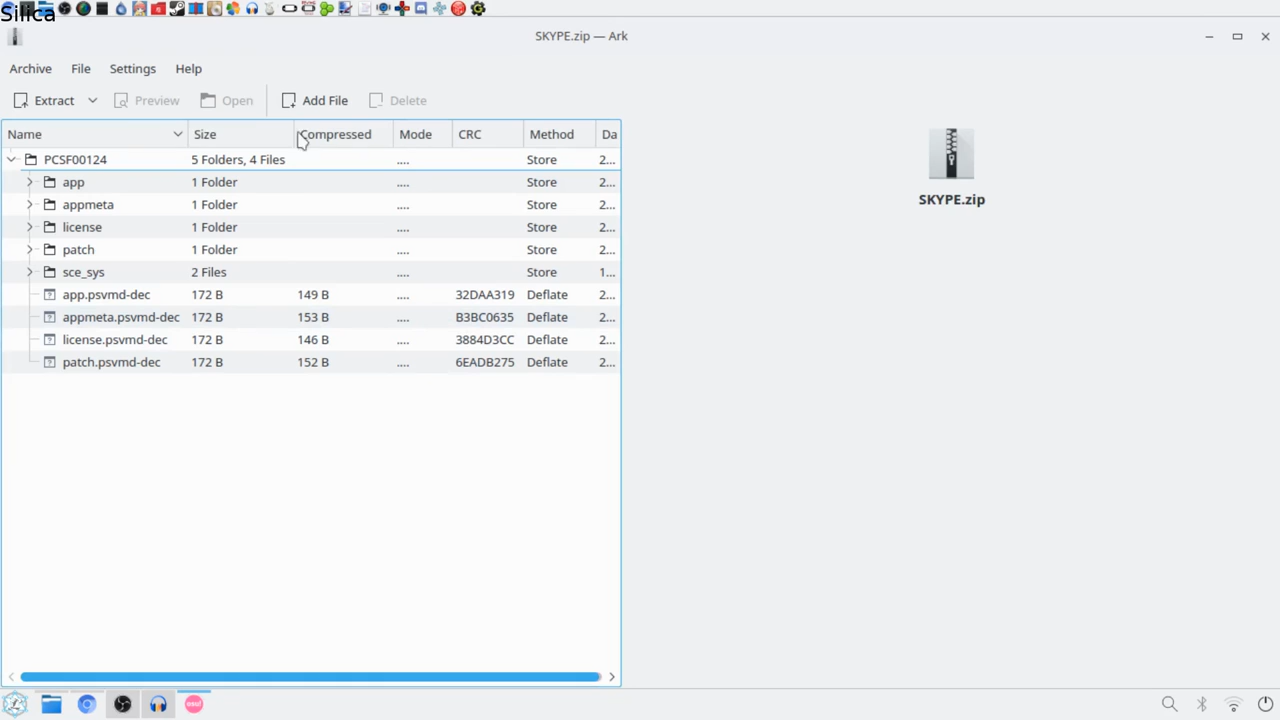 Silica
SKYPE.zip — Ark
Archive File Settings Help
Extract Preview Open Add File Delete
Name Size Compressed Mode CRC Method Da
PCSF00124 5 Folders, 4 Files .... Store 2...
app 1 Folder .... Store 2...
appmeta 1 Folder .... Store 2...
license 1 Folder .... Store 2...
patch 1 Folder .... Store 2...
sce_sys 2 Files .... Store 1...
app.psvmd-dec 172 B 149 B .... 32DAA319 Deflate 2...
appmeta.psvmd-dec 172 B 153 B .... B3BC0635 Deflate 2...
license.psvmd-dec 172 B 146 B .... 3884D3CC Deflate 2...
patch.psvmd-dec 172 B 152 B .... 6EADB275 Deflate 2...
SKYPE.zip
osu!